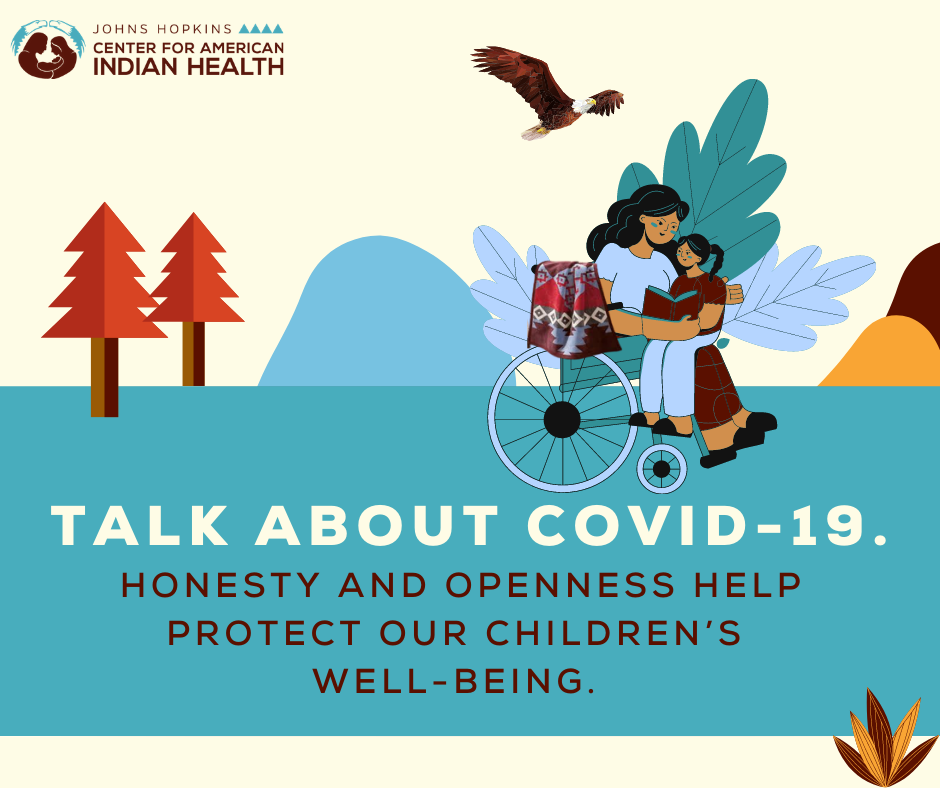 JOHNS HOPKINS
CENTER FOR AMERICAN
INDIAN HEALTH
TALK ABOUT COVID-19.
HONESTY AND OPENNESS HELP
PROTECT OUR CHILDREN'S
WELL-BEING.